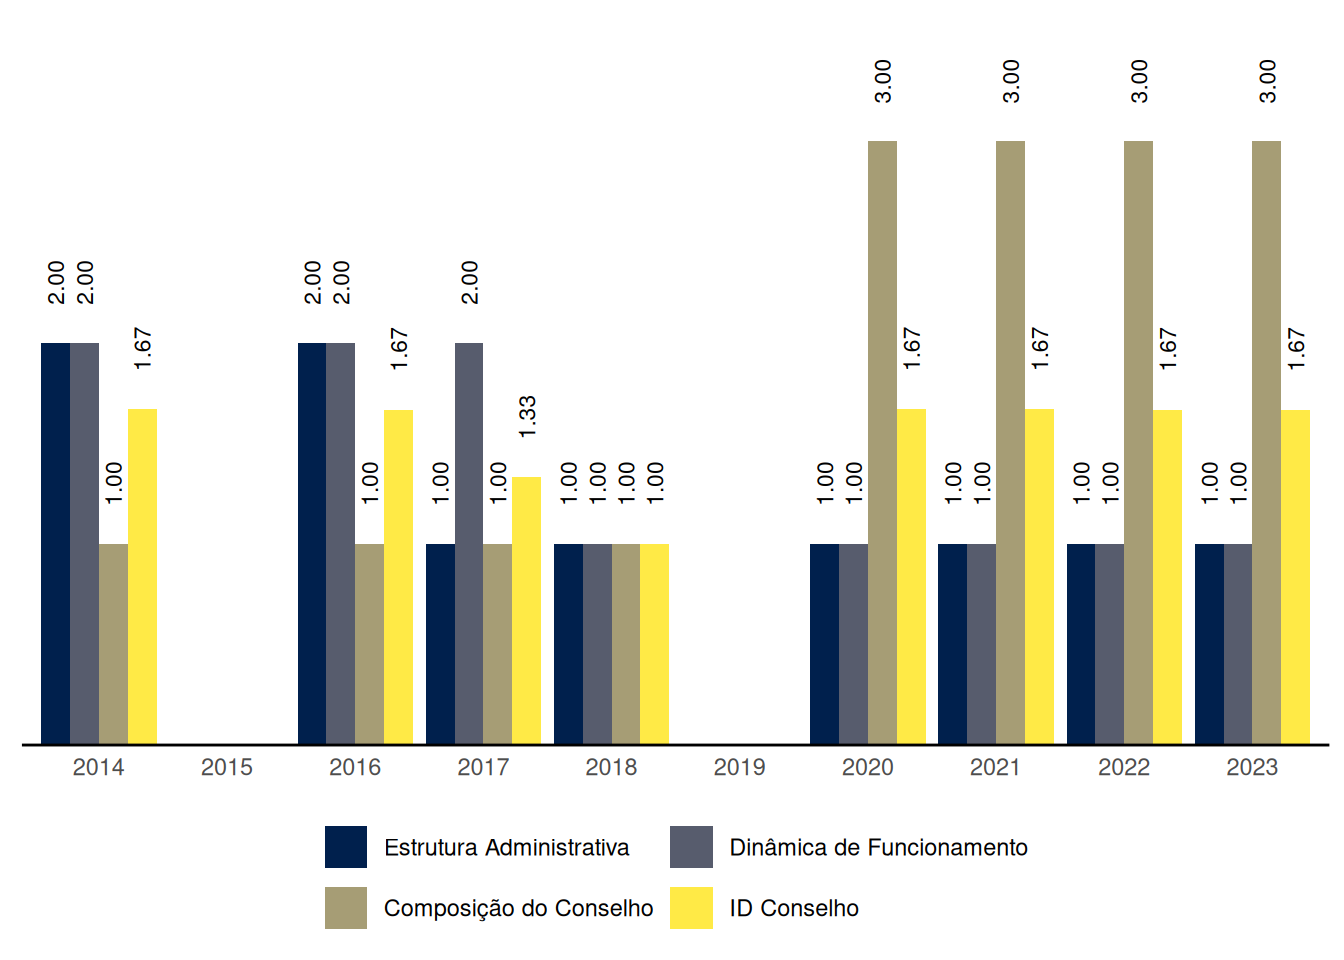 3.00 3.00 3.00 3.00
2.00 2.00 2.00 2.00 2.00
1.67 1.67 1.67 1.67 1.67 1.67
1.33
1.00 1.00 1.00 1.00 1.00 1.00 1.00 1.00 1.00 1.00 1.00 1.00 1.00 1.00 1.00 1.00
2014 2015 2016 2017 2018 2019 2020 2021 2022 2023
Estrutura Administrativa Dinâmica de Funcionamento
Composição do Conselho ID Conselho